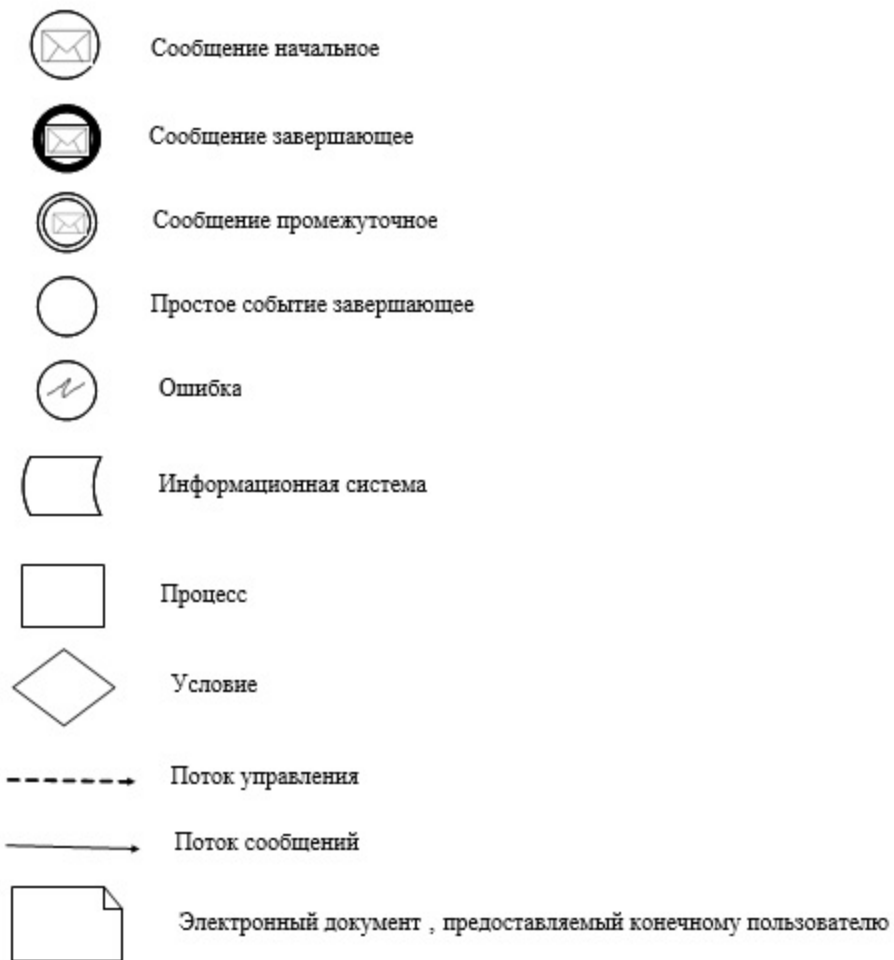 Сообщение начальное
Сообщение завершающее
Сообщение промежуточное
Простое событие завершающее
Ошибка
Информационная система
Процесс
Условие
Поток управления
Поток сообщений
Электронный документ , предоставляемый конечному пользователю